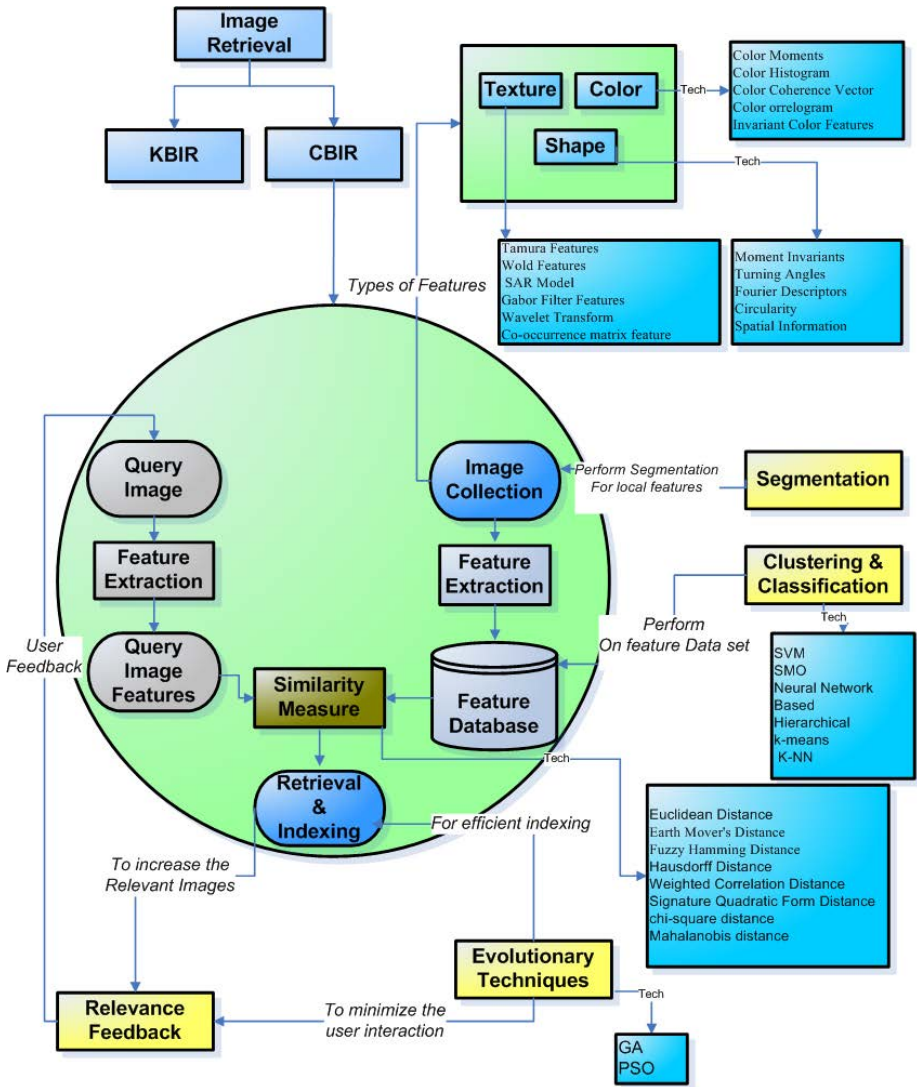 Image
Retrieval
KBIR
CBIR
Texture
Color
Shape
Tech
Color Moments
Color Histogram
Color Coherence Vector
Color orrelogram
Invariant Color Features
Tech
Tamura Features
Wold Features
SAR Model
Gabor Filter Features
Wavelet Transform
Co-occurrence matrix feature
Moment Invariants
Turning Angles
Fourier Descriptors
Circularity
Spatial Information
Types of Features
Query
Image
Feature
Extraction
Query
Image
Features
User
Feedback
Image
Collection
Feature
Extraction
Feature
Database
Similarity
Measure
Retrieval
&
Indexing
Perform Segmentation
For local features
Segmentation
Clustering &
Classification
Perform
On feature Data set
Tech
SVM
SMO
Neural Network
Based
Hierarchical
k-means
K-NN
Tech
Euclidean Distance
Earth Mover's Distance
Fuzzy Hamming Distance
Hausdorff Distance
Weighted Correlation Distance
Signature Quadratic Form Distance
chi-square distance
Mahalanobis distance
For efficient indexing
To increase the
Relevant Images
Evolutionary
Techniques
Tech
GA
PSO
To minimize the
user interaction
Relevance
Feedback